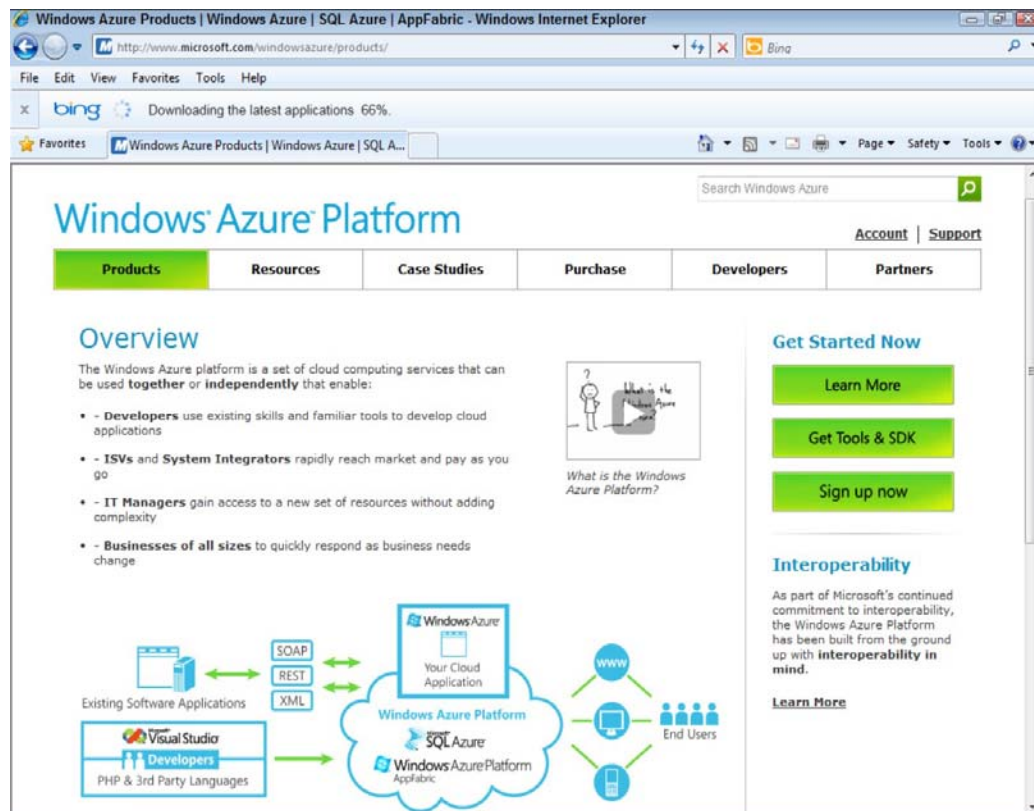 Windows Azure Products | Windows Azure | SQL Azure | AppFabric - Windows Internet Explorer
http://www.microsoft.com/windowsazure/products/
Bing
File Edit View Favorites Tools Help
x bing Downloading the latest applications 66%.
Favorites Windows Azure Products | Windows Azure | SQL A...
Page Safety Tools
Search Windows Azure
Windows Azure Platform
Account | Support
Products Resources Case Studies Purchase Developers Partners
Overview
The Windows Azure platform is a set of cloud computing services that can
be used together or independently that enable:
• - Developers use existing skills and familiar tools to develop cloud
applications
• - ISVs and System Integrators rapidly reach market and pay as you
go
• - IT Managers gain access to a new set of resources without adding
complexity
• - Businesses of all sizes to quickly respond as business needs
change
?
What is the
Windows Azure
What is the Windows
Azure Platform?
Get Started Now
Learn More
Get Tools & SDK
Sign up now
Interoperability
As part of Microsoft's continued
commitment to interoperability,
the Windows Azure Platform
has been built from the ground
up with interoperability in
mind.
Learn More
Existing Software Applications
SOAP
REST
XML
Windows Azure
Your Cloud
Application
Windows Azure Platform
SQL Azure
Windows Azure Platform
AppFabric
Visual Studio
Developers
PHP & 3rd Party Languages
www
End Users